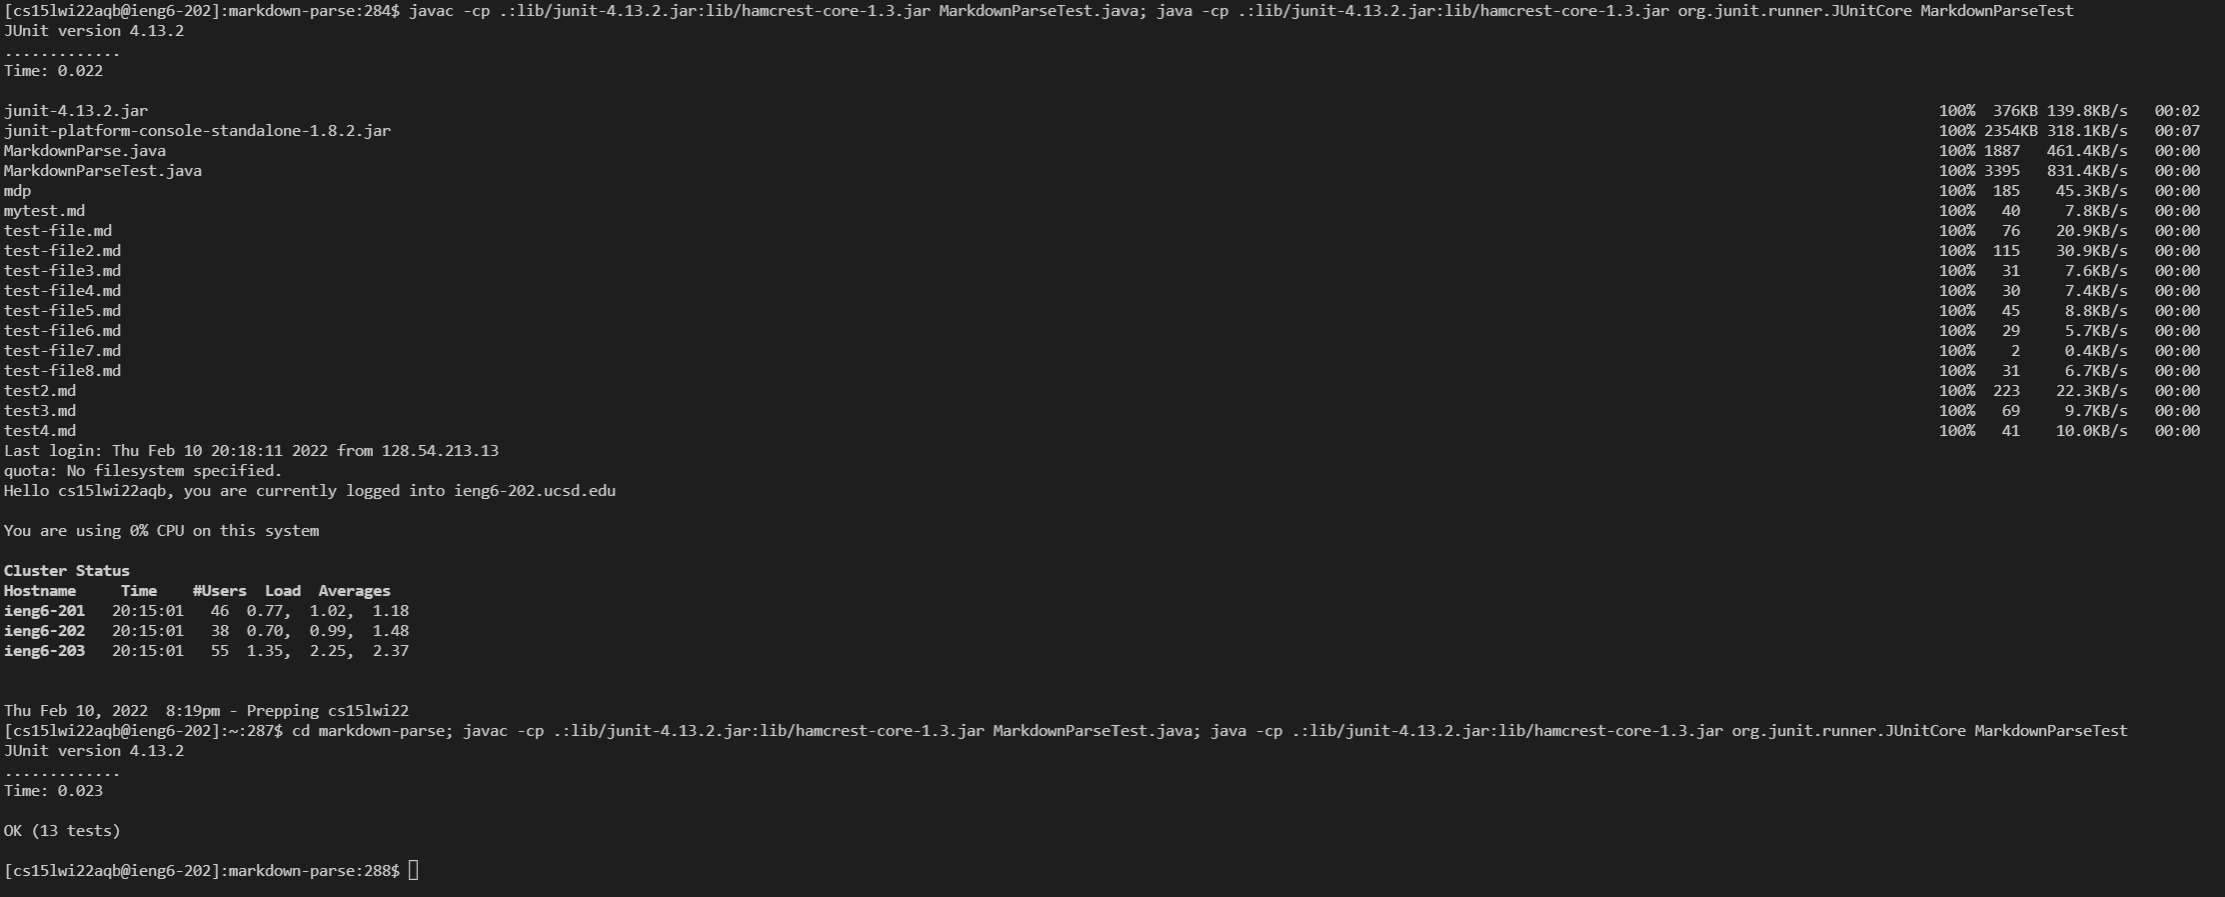 [cs15lwi22aqb@ieng6-202]:markdown-parse:284$ javac -cp .:lib/junit-4.13.2.jar:lib/hamcrest-core-1.3.jar MarkdownParseTest.java; java -cp .:lib/junit-4.13.2.jar:lib/hamcrest-core-1.3.jar org.junit.runner.JUnitCore MarkdownParseTest
JUnit version 4.13.2
.............
Time: 0.022
junit-4.13.2.jar 100% 376KB 139.8KB/s 00:02
junit-platform-console-standalone-1.8.2.jar 100% 2354KB 318.1KB/s 00:07
MarkdownParse.java 100% 1887 461.4KB/s 00:00
MarkdownParseTest.java 100% 3395 831.4KB/s 00:00
mdp 100% 185 45.3KB/s 00:00
mytest.md 100% 40 7.8KB/s 00:00
test-file.md 100% 76 20.9KB/s 00:00
test-file2.md 100% 115 30.9KB/s 00:00
test-file3.md 100% 31 7.6KB/s 00:00
test-file4.md 100% 30 7.4KB/s 00:00
test-file5.md 100% 45 8.8KB/s 00:00
test-file6.md 100% 29 5.7KB/s 00:00
test-file7.md 100% 2 0.4KB/s 00:00
test-file8.md 100% 31 6.7KB/s 00:00
test2.md 100% 223 22.3KB/s 00:00
test3.md 100% 69 9.7KB/s 00:00
test4.md 100% 41 10.0KB/s 00:00
Last login: Thu Feb 10 20:18:11 2022 from 128.54.213.13
quota: No filesystem specified.
Hello cs15lwi22aqb, you are currently logged into ieng6-202.ucsd.edu
You are using 0% CPU on this system
Cluster Status
Hostname Time #Users Load Averages
ieng6-201 20:15:01 46 0.77, 1.02, 1.18
ieng6-202 20:15:01 38 0.70, 0.99, 1.48
ieng6-203 20:15:01 55 1.35, 2.25, 2.37
Thu Feb 10, 2022 8:19pm - Prepping cs15lwi22
[cs15lwi22aqb@ieng6-202]:~:287$ cd markdown-parse; javac -cp .:lib/junit-4.13.2.jar:lib/hamcrest-core-1.3.jar MarkdownParseTest.java; java -cp .:lib/junit-4.13.2.jar:lib/hamcrest-core-1.3.jar org.junit.runner.JUnitCore MarkdownParseTest
JUnit version 4.13.2
.............
Time: 0.023
OK (13 tests)
[cs15lwi22aqb@ieng6-202]:markdown-parse:288$